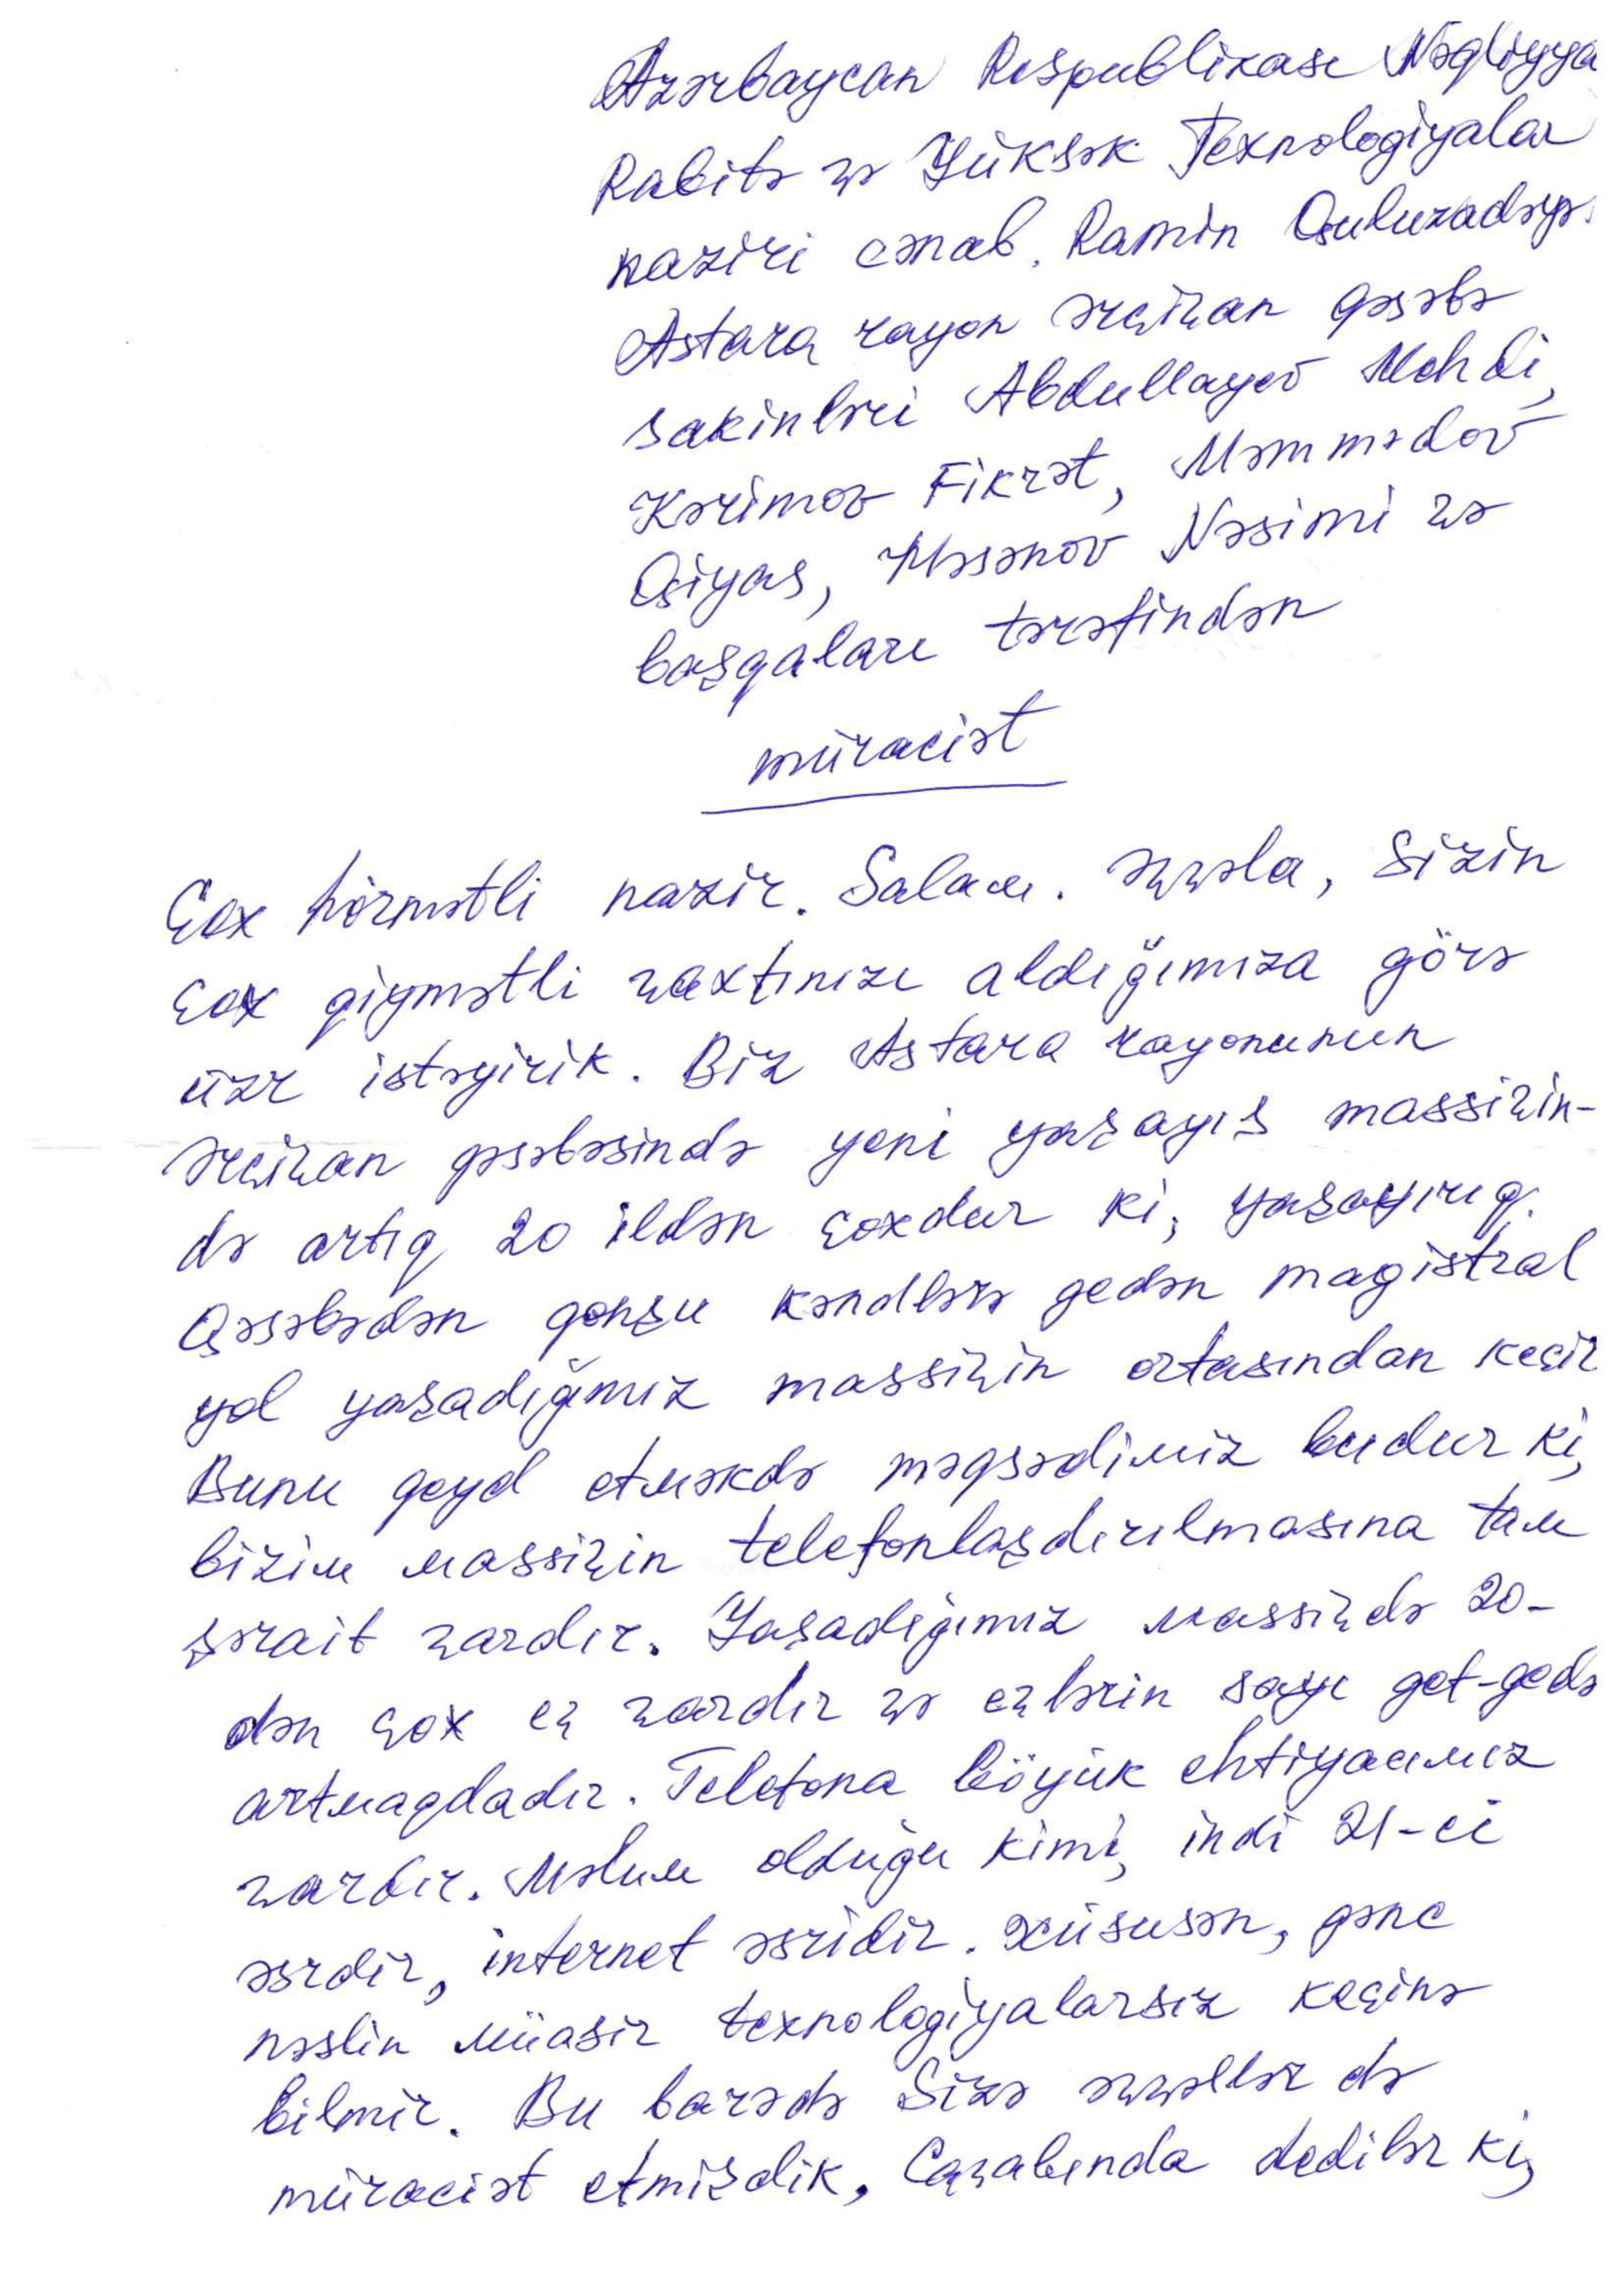 Azərbaycan Respublikası Nəqliyya
Rabitə və Yüksək Texnologiyalar
naziri cənab. Ramin Quluzadəyə.
Astara rayon Ərçivan qəsəbə
sakinləri Abdullayev Mehdi,
Kərimov Fikrət, Məmmədov
Qiyas, Həsənov Nəsimi və
başqaları tərəfindən
müraciət
Çox hörmətli nazir. Salam. Əvvəla, Sizin
çox qiymətli vaxtınızı aldığımıza görə
üzr istəyirik. Biz Astara rayonunun
Ərçivan qəsəbəsində yeni yaşayış massivin-
də artıq 20 ildən çoxdur ki, yaşayırıq.
Qəsəbədən qonşu kəndlərə gedən magistral
yol yaşadığmız massivin ortasından keçir
Bunu qeyd etməkdə məqsədimiz budur ki,
bizim massivin telefonlaşdırılmasına tam
şərait vardır. Yaşadığımız massivdə 20-
dən çox ev vardır və evlərin sayı get-gedə
artmaqdadır. Telefona böyük ehtiyacımız
vardır. Məlum olduğu kimi, indi 21-ci
əsrdir, internet əsridir. Xüsusən, gənc
nəslin müasir texnologiyalarsız keçinə
bilmir. Bu barədə Sizə əvvəllər də
müraciət etmişdik, Cavabında dedilər ki,